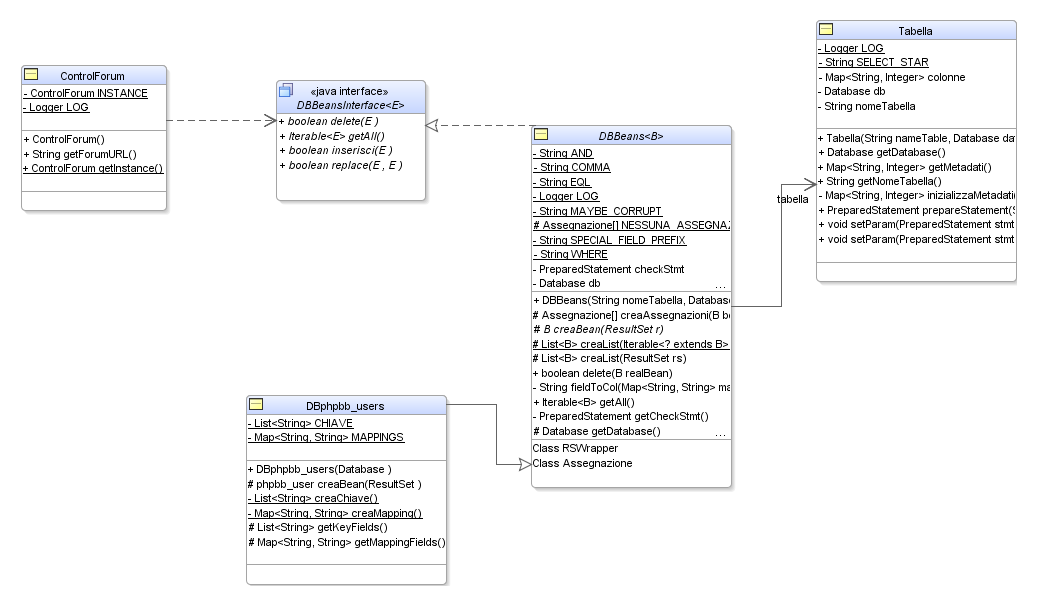 ControlForum
- ControlForum INSTANCE
- Logger LOG
+ ControlForum()
+ String getForumURL()
+ ControlForum getInstance()
«java interface»
DBBeansInterface<E>
+ boolean delete(E )
+ Iterable<E> getAll()
+ boolean inserisci(E )
+ boolean replace(E , E )
DBBeans<B>
- String AND
- String COMMA
- String EQL
- Logger LOG
- String MAYBE_CORRUPT
# Assegnazione[] NESSUNA_ASSEGNAZ
- String SPECIAL_FIELD_PREFIX
- String WHERE
- PreparedStatement checkStmt
- Database db
...
+ DBBeans(String nomeTabella, Database
# Assegnazione[] creaAssegnazioni(B be
# B creaBean(ResultSet r)
# List<B> creaList(Iterable<? extends B>
# List<B> creaList(ResultSet rs)
+ boolean delete(B realBean)
- String fieldToCol(Map<String, String> ma
+ Iterable<B> getAll()
- PreparedStatement getCheckStmt()
# Database getDatabase()
...
Class RSWrapper
Class Assegnazione
Tabella
- Logger LOG
- String SELECT_STAR
- Map<String, Integer> colonne
- Database db
- String nomeTabella
+ Tabella(String nameTable, Database dat
+ Database getDatabase()
+ Map<String, Integer> getMetadati()
+ String getNomeTabella()
- Map<String, Integer> inizializzaMetadati
+ PreparedStatement prepareStatement(S
+ void setParam(PreparedStatement stmt
+ void setParam(PreparedStatement stmt
tabella
DBphpbb_users
- List<String> CHIAVE
- Map<String, String> MAPPINGS
+ DBphpbb_users(Database )
# phpbb_user creaBean(ResultSet )
- List<String> creaChiave()
- Map<String, String> creaMapping()
# List<String> getKeyFields()
# Map<String, String> getMappingFields()